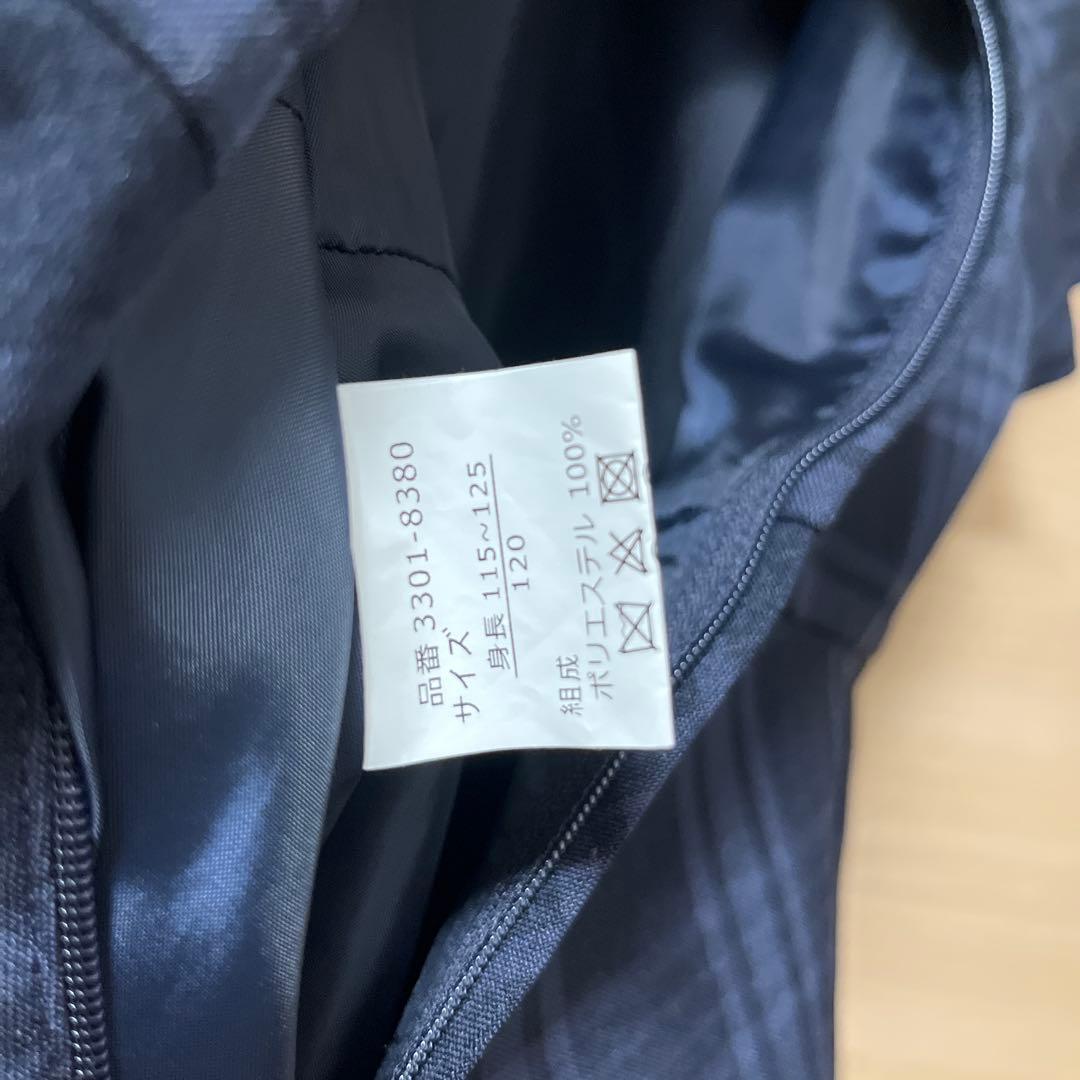 品番 3301-8380
サイズ
身長 115~125
120
組成
ポリエステル 100%